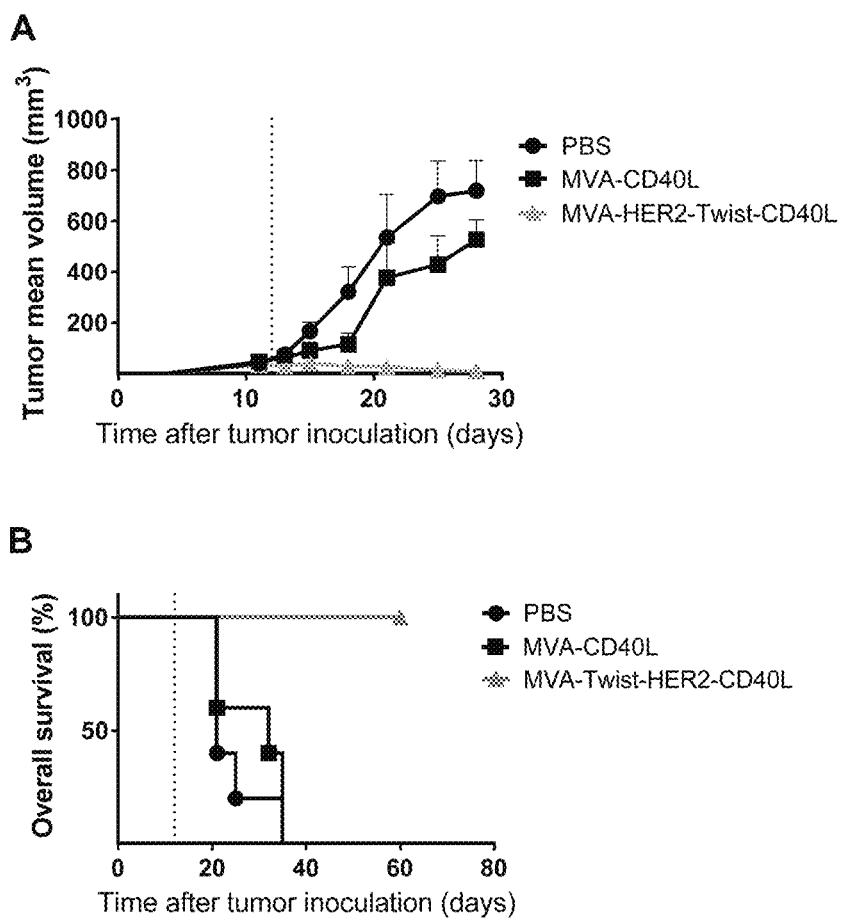 A
Tumor mean volume (mm³)
1000
800
600
400
200
0 10 20 30
Time after tumor inoculation (days)
PBS
MVA-CD40L
MVA-HER2-Twist-CD40L
B
Overall survival (%)
100
50
0 20 40 60 80
Time after tumor inoculation (days)
PBS
MVA-CD40L
MVA-Twist-HER2-CD40L